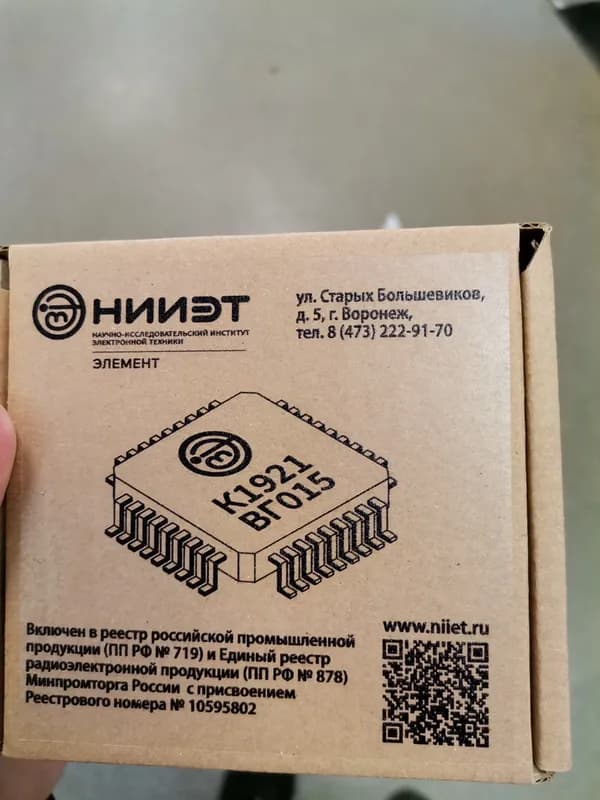 НИИЭТ
НАУЧНО-ИССЛЕДОВАТЕЛЬСКИЙ ИНСТИТУТ
ЭЛЕКТРОННОЙ ТЕХНИКИ
ЭЛЕМЕНТ
ул. Старых Большевиков,
д. 5, г. Воронеж,
тел. 8 (473) 222-91-70
К1921
ВГ015
Включен в реестр российской промышленной
продукции (ПП РФ № 719) и Единый реестр
радиоэлектронной продукции (ПП РФ № 878)
Минпромторга России с присвоением
Реестрового номера № 10595802
www.niiet.ru